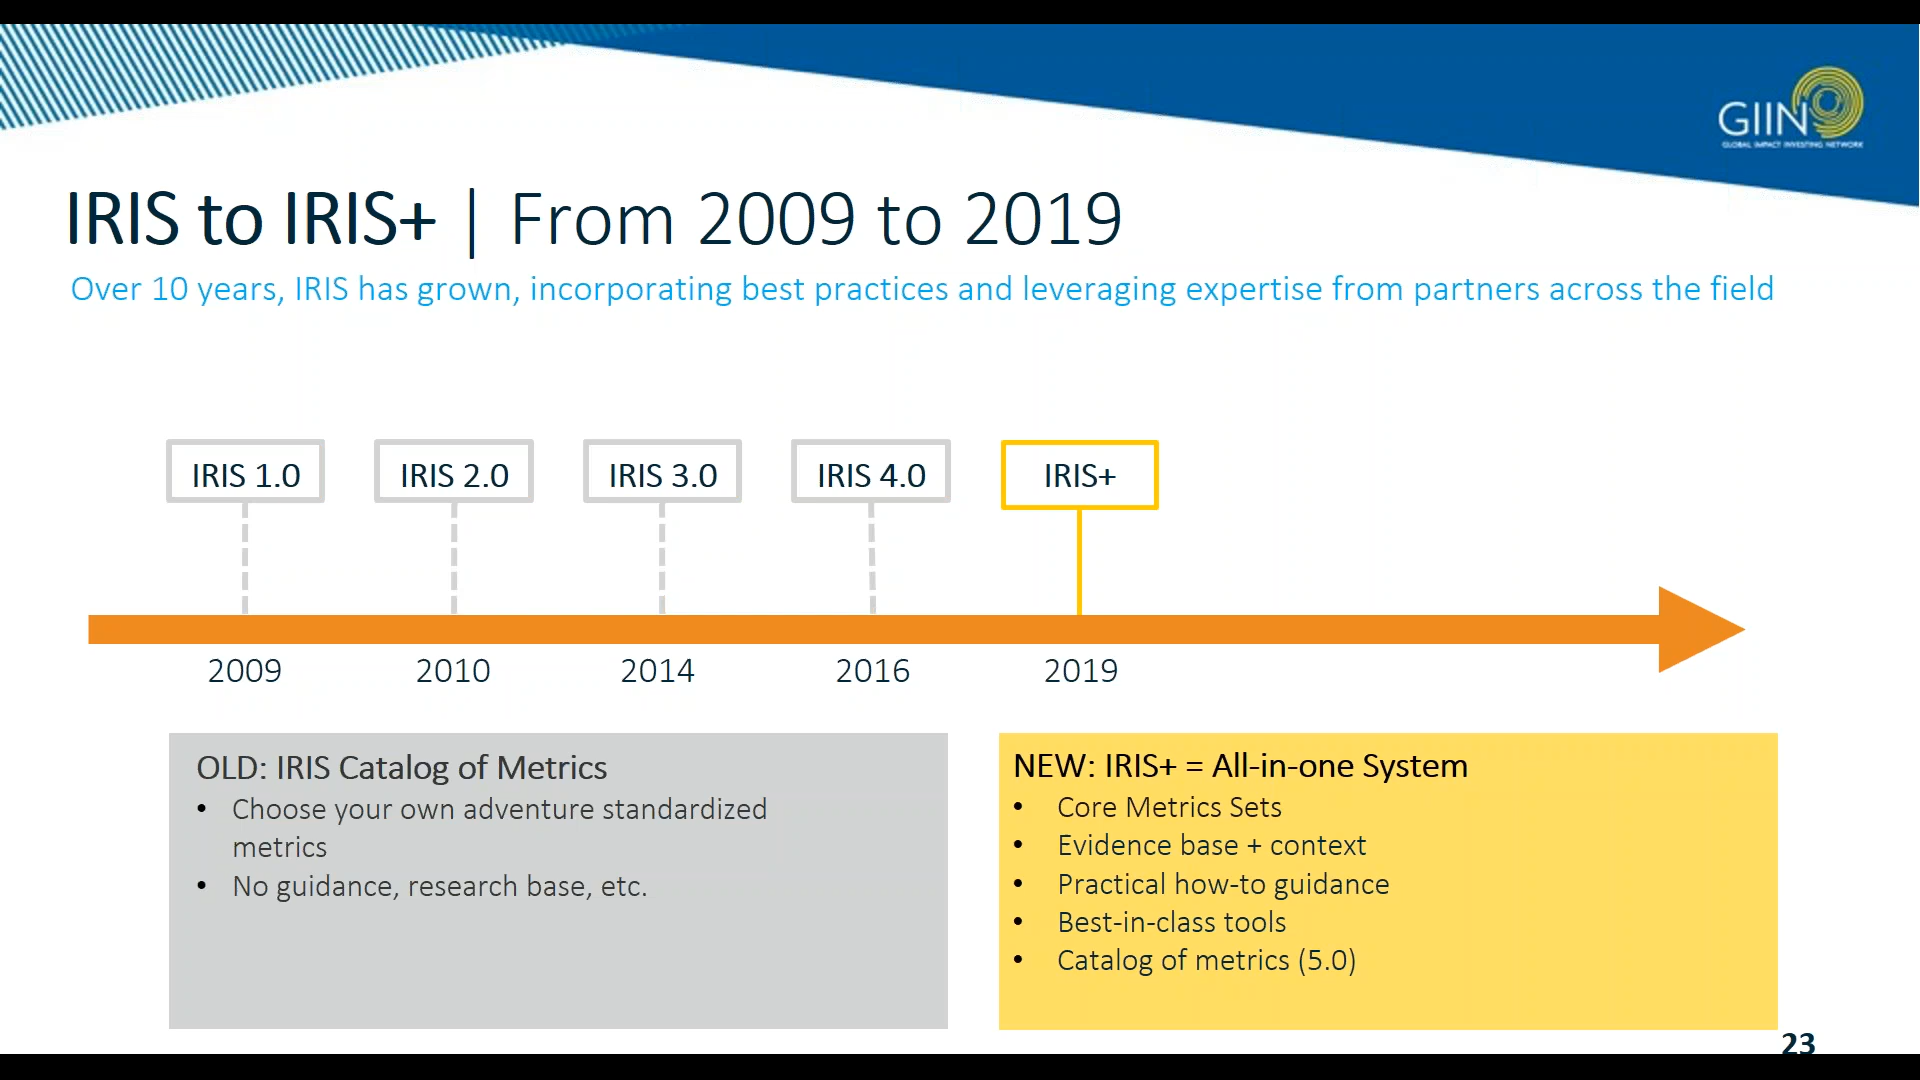 GIIN
GLOBAL IMPACT INVESTING NETWORK
IRIS to IRIS+ | From 2009 to 2019
Over 10 years, IRIS has grown, incorporating best practices and leveraging expertise from partners across the field
IRIS 1.0
IRIS 2.0
IRIS 3.0
IRIS 4.0
IRIS+
2009
2010
2014
2016
2019
OLD: IRIS Catalog of Metrics
• Choose your own adventure standardized
metrics
• No guidance, research base, etc.
NEW: IRIS+ = All-in-one System
• Core Metrics Sets
• Evidence base + context
• Practical how-to guidance
• Best-in-class tools
• Catalog of metrics (5.0)
23